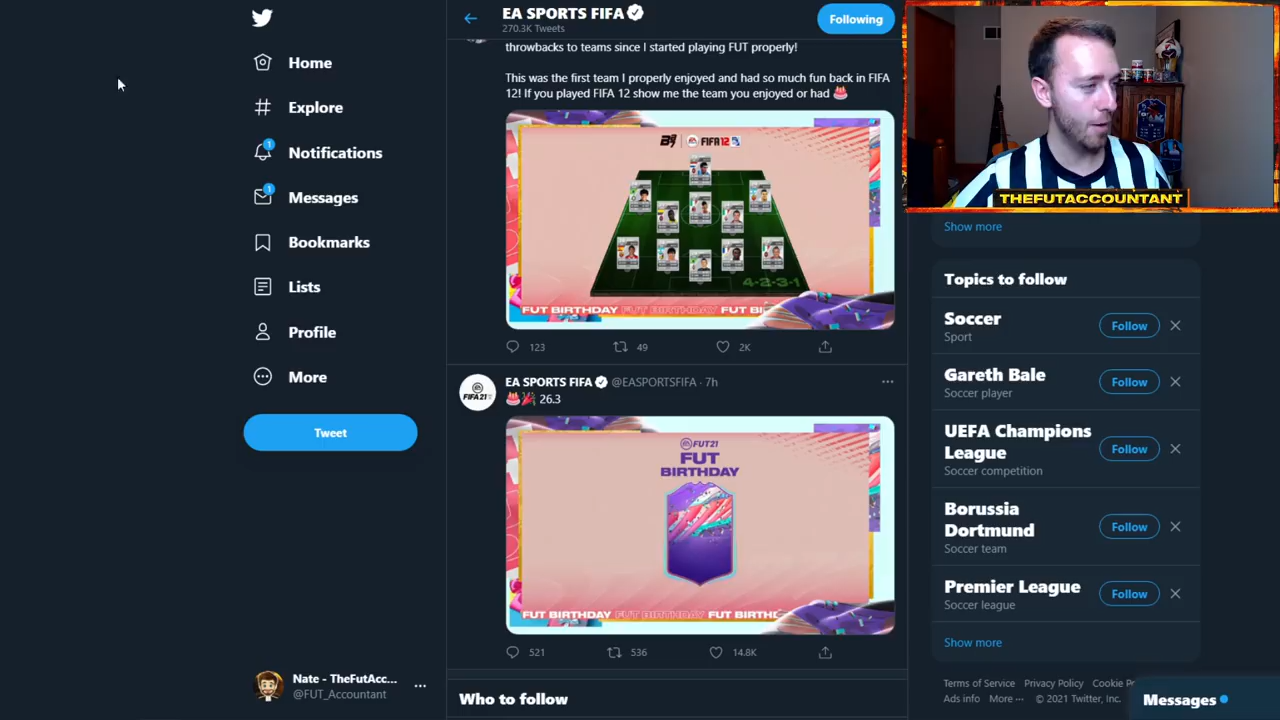 Home
Explore
1
Notifications
1
Messages
Bookmarks
Lists
Profile
More
Tweet
Nate - TheFutAcc...
@FUT_Accountant
EA SPORTS FIFA
270.3K Tweets
Following
throwbacks to teams since I started playing FUT properly!
This was the first team I properly enjoyed and had so much fun back in FIFA
12! If you played FIFA 12 show me the team you enjoyed or had
FIFA12
4-2-3-1
FUT BIRTHDAY FUT BIRTHDAY FUT BI
123
49
2K
EA SPORTS FIFA @EASPORTSFIFA · 7h
26.3
FIFA21
FUT21
FUT
BIRTHDAY
FUT BIRTHDAY FUT BIRTHDAY FUT BIRTH
521
536
14.8K
Who to follow
THEFUTACCOUNTANT
Show more
Topics to follow
Soccer
Sport
Follow
Gareth Bale
Soccer player
Follow
UEFA Champions
League
Soccer competition
Follow
Borussia
Dortmund
Soccer team
Follow
Premier League
Soccer league
Follow
Show more
Terms of Service Privacy Policy Cookie P
Ads info More ··· © 2021 Twitter, Inc.
Messages